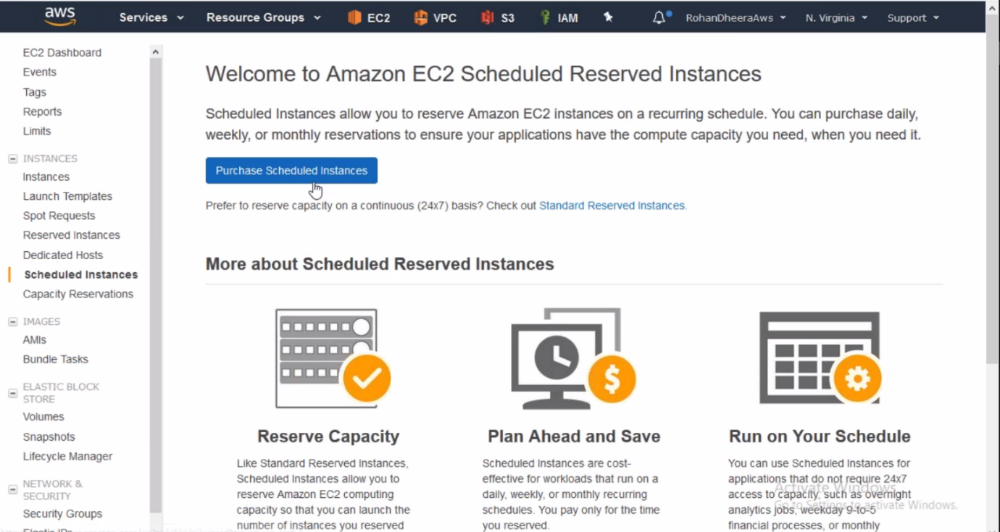 aws
Services
Resource Groups
EC2
VPC
S3
IAM
RohanDheeraAws
N. Virginia
Support
EC2 Dashboard
Events
Tags
Reports
Limits
INSTANCES
Instances
Launch Templates
Spot Requests
Reserved Instances
Dedicated Hosts
Scheduled Instances
Capacity Reservations
IMAGES
AMIs
Bundle Tasks
ELASTIC BLOCK
STORE
Volumes
Snapshots
Lifecycle Manager
NETWORK &
SECURITY
Security Groups
Elastic IPs
Welcome to Amazon EC2 Scheduled Reserved Instances
Scheduled Instances allow you to reserve Amazon EC2 instances on a recurring schedule. You can purchase daily,
weekly, or monthly reservations to ensure your applications have the compute capacity you need, when you need it.
Purchase Scheduled Instances
Prefer to reserve capacity on a continuous (24x7) basis? Check out Standard Reserved Instances.
More about Scheduled Reserved Instances
$
Reserve Capacity
Like Standard Reserved Instances,
Scheduled Instances allow you to
reserve Amazon EC2 computing
capacity so that you can launch the
number of instances you reserved
Plan Ahead and Save
Scheduled Instances are cost-
effective for workloads that run on a
daily, weekly, or monthly recurring
schedules. You pay only for the time
you reserved.
Run on Your Schedule
You can use Scheduled Instances for
applications that do not require 24x7
access to capacity, such as overnight
analytics jobs, weekday 9-to-5
financial processes, or monthly
Activate Windows
Go to Settings to activate Windows.